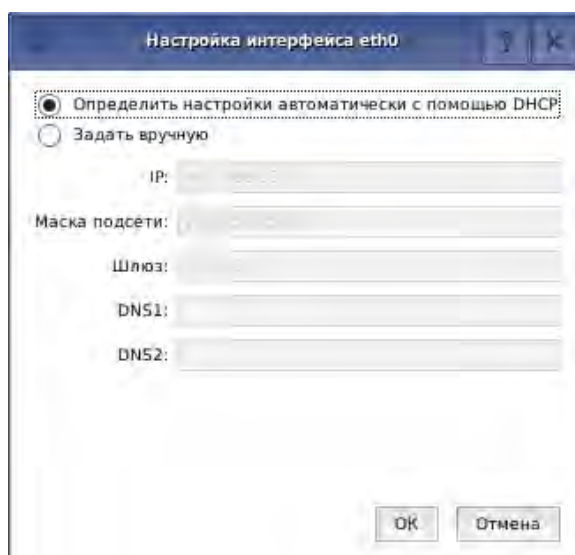 Настройка интерфейса eth0
Определить настройки автоматически с помощью DHCP
Задать вручную
IP:
Маска подсети:
Шлюз:
DNS1:
DNS2:
OK
Отмена